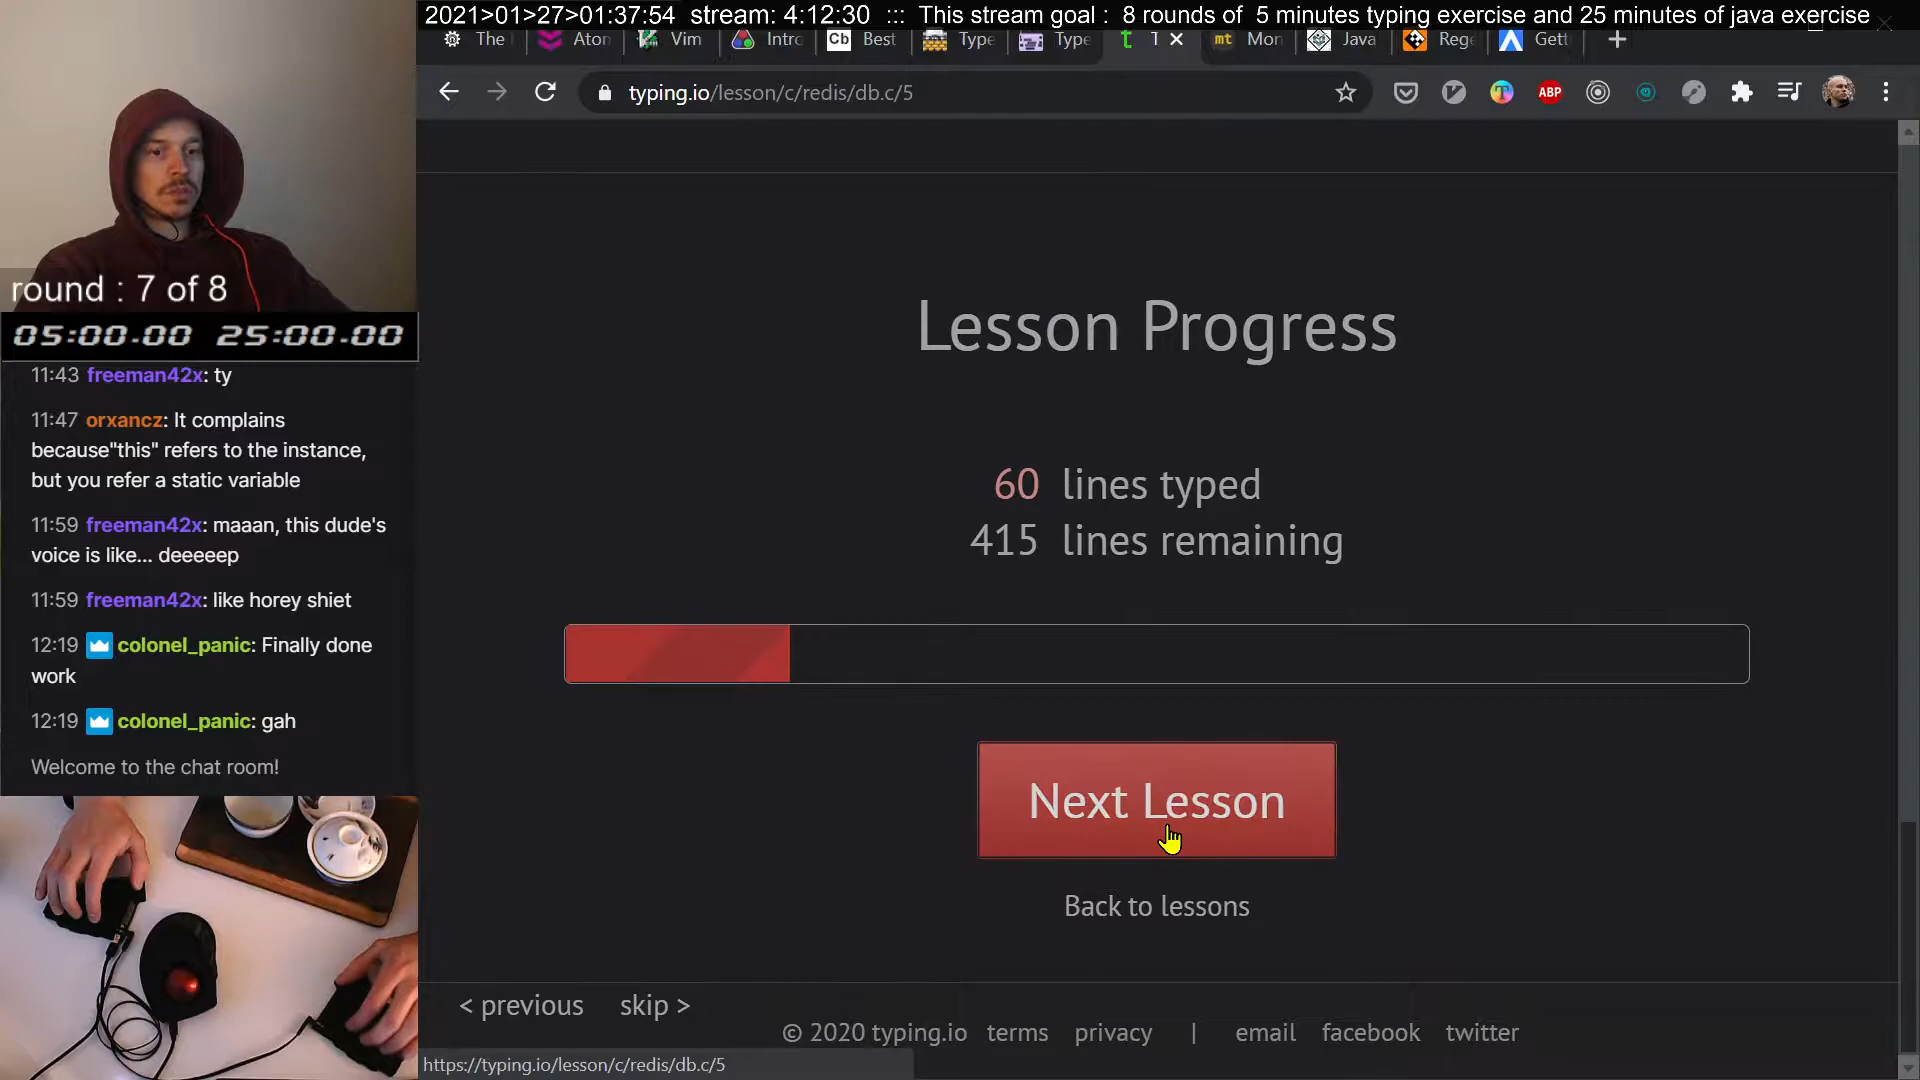 2021>01>27>01:37:54 stream: 4:12:30 ::: This stream goal : 8 rounds of 5 minutes typing exercise and 25 minutes of java exercise
The Aton Vim Intro Cb Best Type Type t T mt Mon Java Rege Gett
typing.io/lesson/c/redis/db.c/5 ABP
round : 7 of 8
05:00.00 25:00.00
11:43 freeman42x: ty
11:47 orxancz: It complains
because"this" refers to the instance,
but you refer a static variable
11:59 freeman42x: maaan, this dude's
voice is like... deeeeep
11:59 freeman42x: like horey shiet
12:19 colonel_panic: Finally done
work
12:19 colonel_panic: gah
Welcome to the chat room!
Lesson Progress
60 lines typed
415 lines remaining
Next Lesson
Back to lessons
< previous skip >
© 2020 typing.io terms privacy | email facebook twitter
https://typing.io/lesson/c/redis/db.c/5